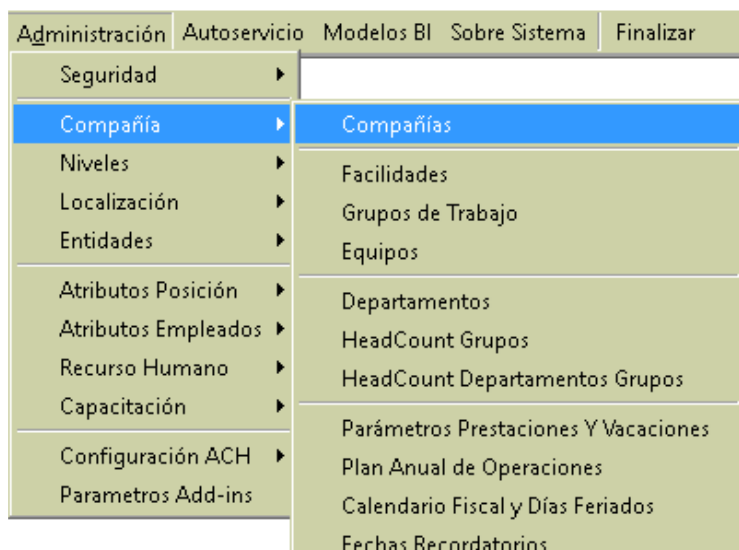 Administración Autoservicio Modelos BI Sobre Sistema Finalizar
Seguridad
Compañía
Niveles
Localización
Entidades
Atributos Posición
Atributos Empleados
Recurso Humano
Capacitación
Configuración ACH
Parametros Add-ins
Compañías
Facilidades
Grupos de Trabajo
Equipos
Departamentos
HeadCount Grupos
HeadCount Departamentos Grupos
Parámetros Prestaciones Y Vacaciones
Plan Anual de Operaciones
Calendario Fiscal y Días Feriados
Fechas Recordatorios